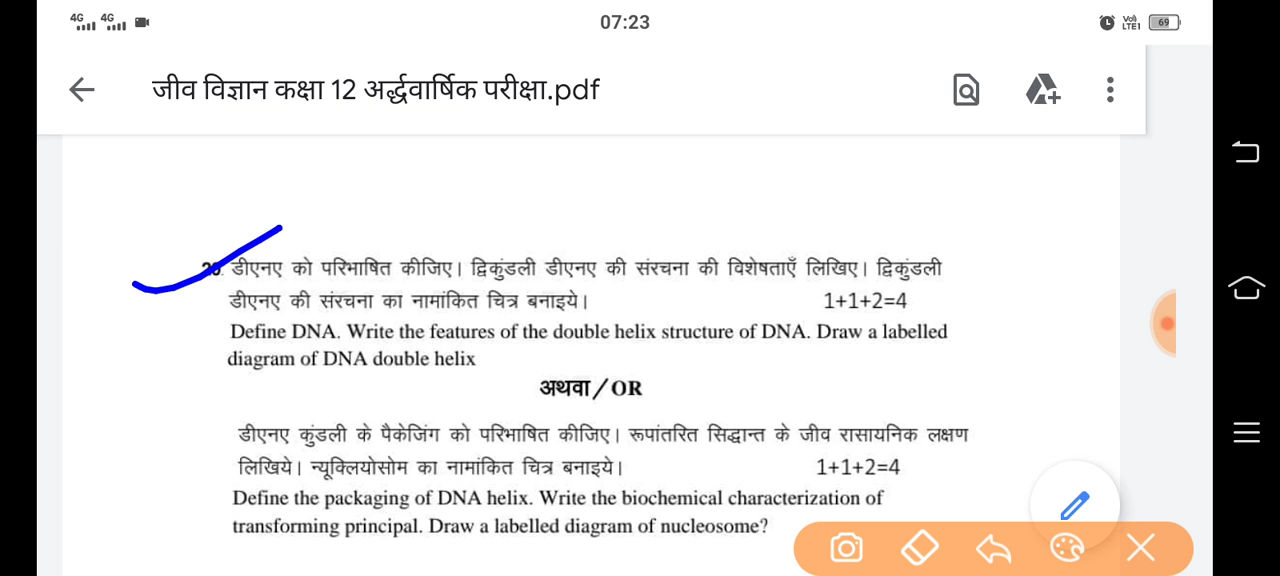 4G 4G 07:23 VoI) LTE1 69
जीव विज्ञान कक्षा 12 अर्द्धवार्षिक परीक्षा.pdf
डीएनए को परिभाषित कीजिए। द्विकुंडली डीएनए की संरचना की विशेषताएँ लिखिए। द्विकुंडली
डीएनए की संरचना का नामांकित चित्र बनाइये। 1+1+2=4
Define DNA. Write the features of the double helix structure of DNA. Draw a labelled
diagram of DNA double helix
अथवा/OR
डीएनए कुंडली के पैकेजिंग को परिभाषित कीजिए। रूपांतरित सिद्धान्त के जीव रासायनिक लक्षण
लिखिये। न्यूक्लियोसोम का नामांकित चित्र बनाइये। 1+1+2=4
Define the packaging of DNA helix. Write the biochemical characterization of
transforming principal. Draw a labelled diagram of nucleosome?